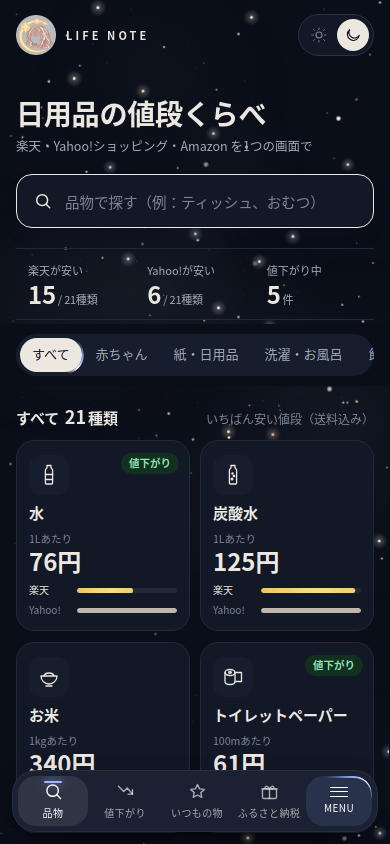 LIFE NOTE
日用品の値段くらべ
楽天・Yahoo!ショッピング・Amazon を1つの画面で
品物で探す（例：ティッシュ、おむつ）
楽天が安い
Yahoo!が安い
値下がり中
15 / 21種類
6 / 21種類
5 件
すべて
赤ちゃん
紙・日用品
洗濯・お風呂
すべて 21種類
いちばん安い値段（送料込み）
値下がり
水
炭酸水
1Lあたり
1Lあたり
76円
125円
楽天
楽天
Yahoo!
Yahoo!
値下がり
お米
トイレットペーパー
1kgあたり
100mあたり
340円
61円
品物
値下がり
いつもの物
ふるさと納税
MENU